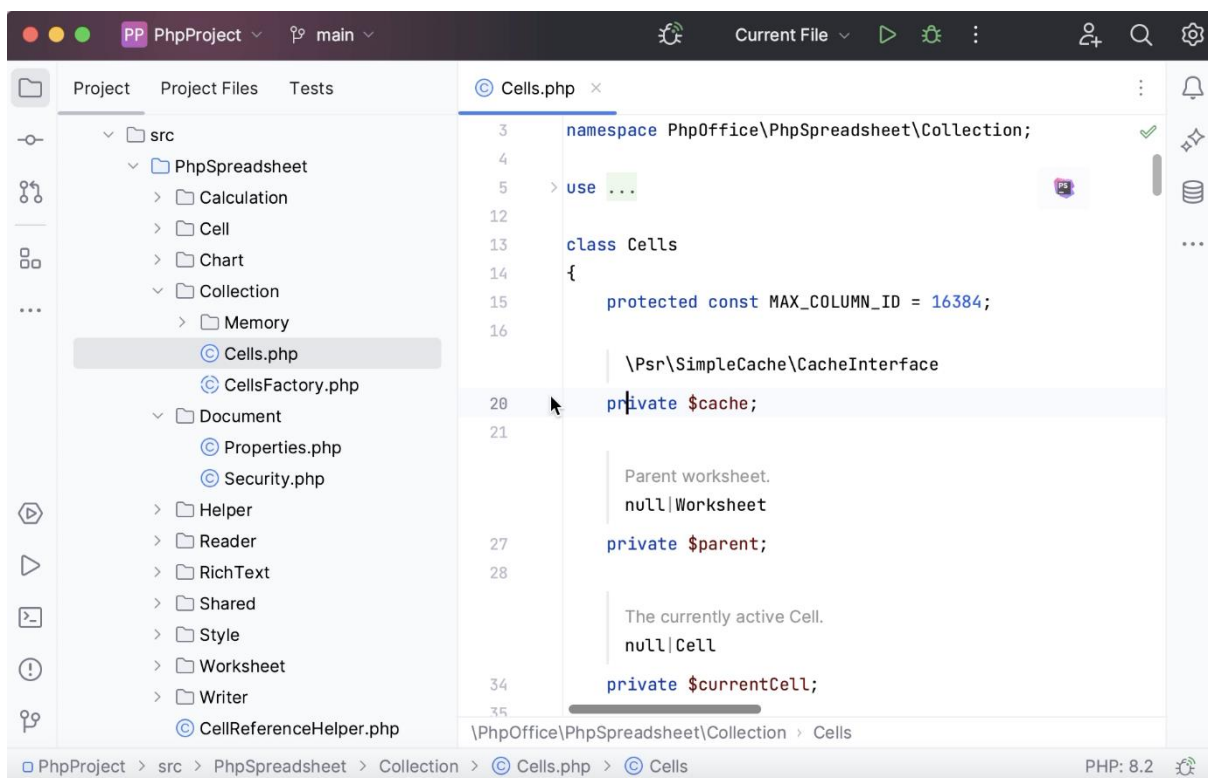 PP PhpProject main Current File
Project Project Files Tests
src
PhpSpreadsheet
Calculation
Cell
Chart
Collection
Memory
Cells.php
CellsFactory.php
Document
Properties.php
Security.php
Helper
Reader
RichText
Shared
Style
Worksheet
Writer
CellReferenceHelper.php
Cells.php
3 namespace PhpOffice\PhpSpreadsheet\Collection;
4
5 use ...
PS
12
13 class Cells
14 {
15 protected const MAX_COLUMN_ID = 16384;
16
\Psr\SimpleCache\CacheInterface
20 private $cache;
21
Parent worksheet.
null|Worksheet
27 private $parent;
28
The currently active Cell.
null|Cell
34 private $currentCell;
35
\PhpOffice\PhpSpreadsheet\Collection › Cells
PhpProject > src > PhpSpreadsheet > Collection > Cells.php > Cells PHP: 8.2